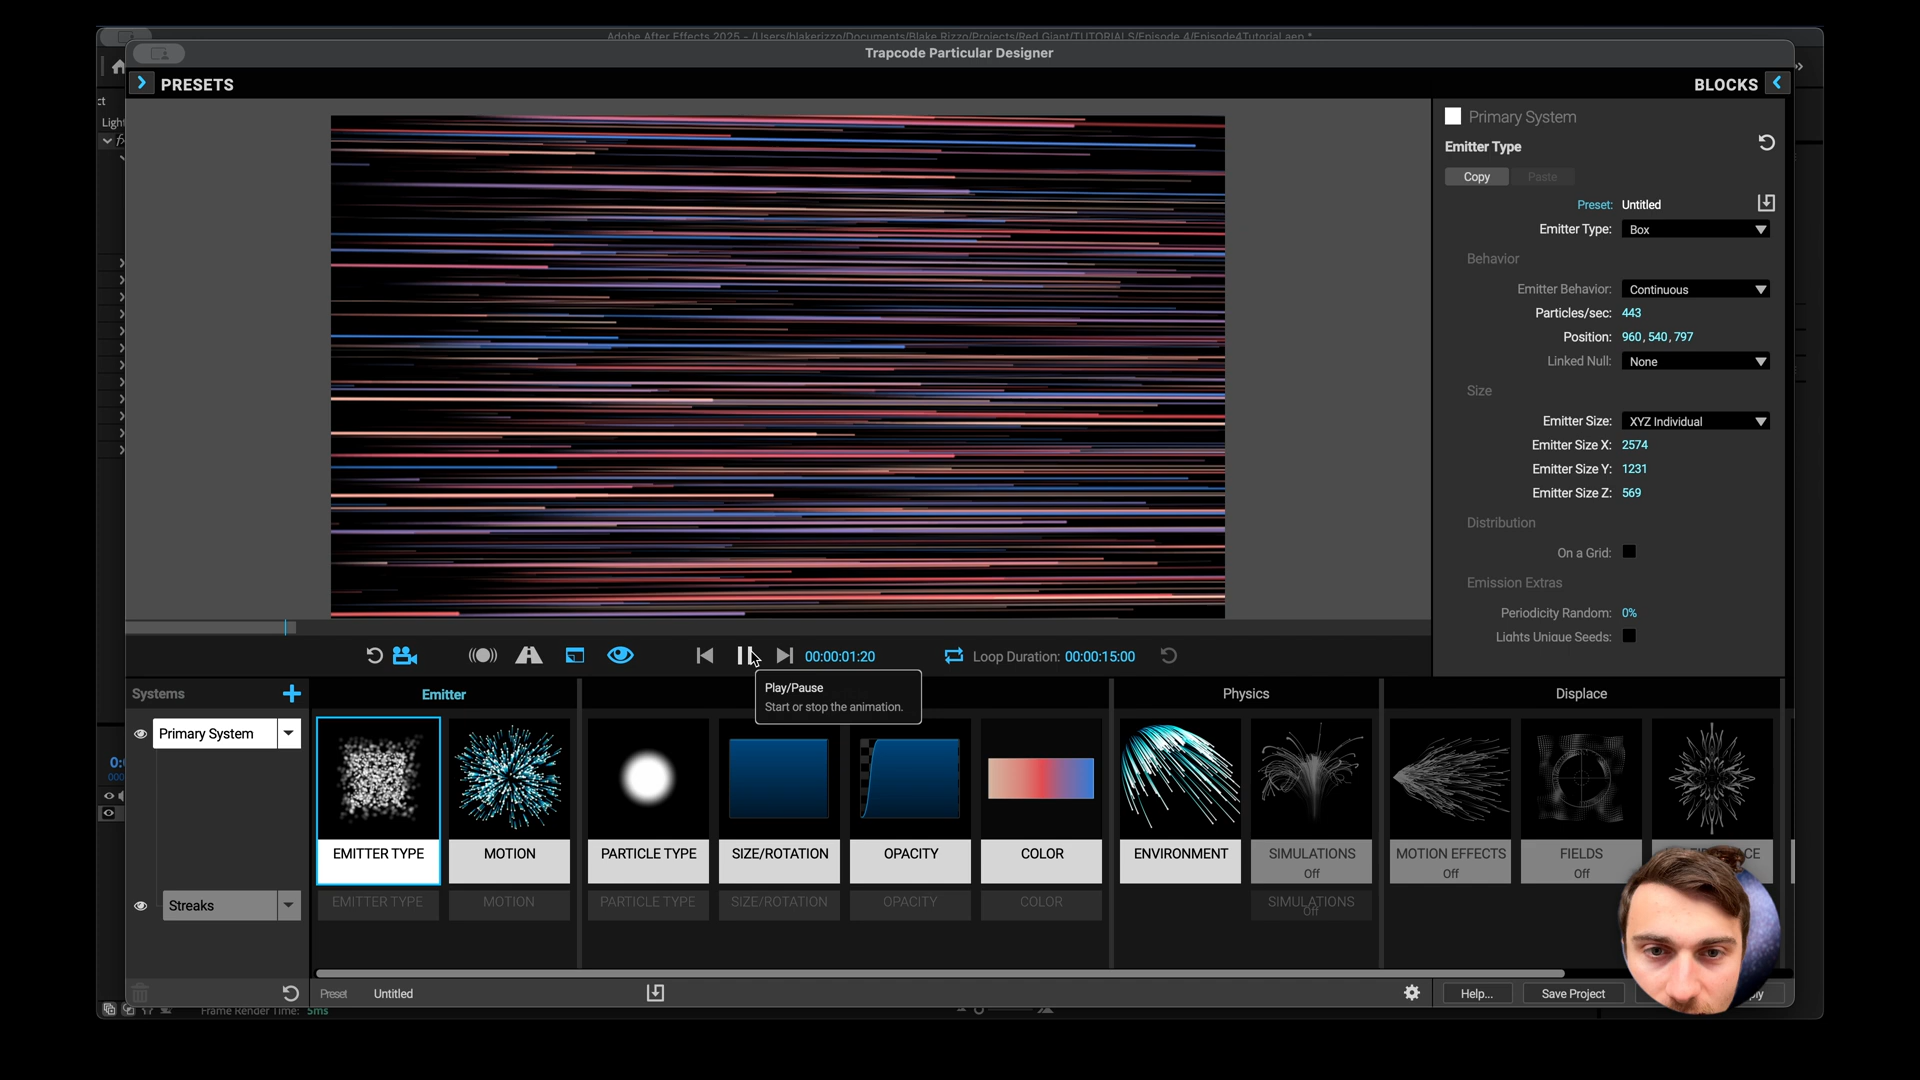 Adobe After Effects 2025 - /Users/blakerizzo/Documents/Blake Rizzo/Projects/Red Giant/TUTORIALS/Episode 4/Episode4Tutorial.aep *
Trapcode Particular Designer
PRESETS
BLOCKS
ct
Light
fx
Primary System
Emitter Type
Copy
Paste
Preset: Untitled
Emitter Type: Box
Behavior
Emitter Behavior: Continuous
Particles/sec: 443
Position: 960, 540, 797
Linked Null: None
Size
Emitter Size: XYZ Individual
Emitter Size X: 2574
Emitter Size Y: 1231
Emitter Size Z: 569
Distribution
On a Grid:
Emission Extras
Periodicity Random: 0%
Lights Unique Seeds:
00:00:01:20
Loop Duration: 00:00:15:00
Play/Pause
Start or stop the animation.
Systems
Emitter
Physics
Displace
Primary System
EMITTER TYPE
MOTION
PARTICLE TYPE
SIZE/ROTATION
OPACITY
COLOR
ENVIRONMENT
SIMULATIONS
Off
MOTION EFFECTS
Off
FIELDS
Off
CE
Streaks
EMITTER TYPE
MOTION
PARTICLE TYPE
SIZE/ROTATION
OPACITY
COLOR
SIMULATIONS
Off
0:
000
Preset
Untitled
Help...
Save Project
ly
Frame Render Time: 5ms